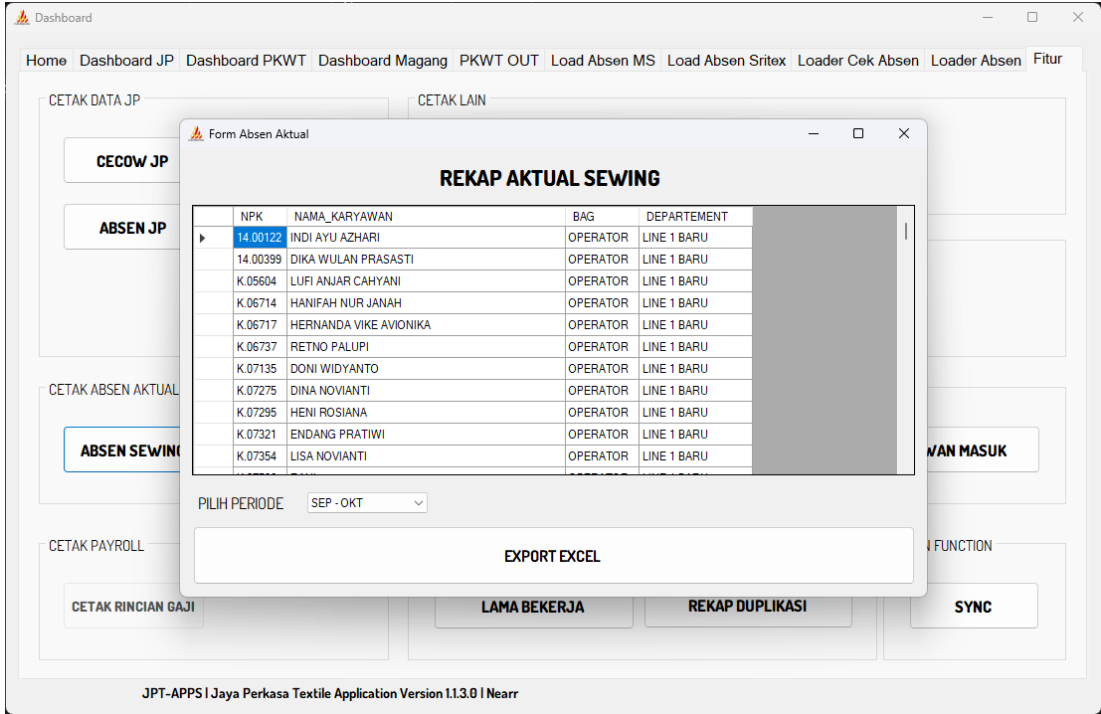 Dashboard
Home Dashboard JP Dashboard PKWT Dashboard Magang PKWT OUT Load Absen MS Load Absen Sritex Loader Cek Absen Loader Absen Fitur
CETAK DATA JP
CETAK LAIN
CECOW JP
ABSEN JP
Form Absen Aktual
REKAP AKTUAL SEWING
NPK NAMA_KARYAWAN BAG DEPARTEMENT
14.00122 INDI AYU AZHARI OPERATOR LINE 1 BARU
14.00399 DIKA WULAN PRASASTI OPERATOR LINE 1 BARU
K.05604 LUFI ANJAR CAHYANI OPERATOR LINE 1 BARU
K.06714 HANIFAH NUR JANAH OPERATOR LINE 1 BARU
K.06717 HERNANDA VIKE AVIONIKA OPERATOR LINE 1 BARU
K.06737 RETNO PALUPI OPERATOR LINE 1 BARU
K.07135 DONI WIDYANTO OPERATOR LINE 1 BARU
K.07275 DINA NOVIANTI OPERATOR LINE 1 BARU
K.07295 HENI ROSIANA OPERATOR LINE 1 BARU
K.07321 ENDANG PRATIWI OPERATOR LINE 1 BARU
K.07354 LISA NOVIANTI OPERATOR LINE 1 BARU
PILIH PERIODE SEP - OKT
EXPORT EXCEL
CETAK ABSEN AKTUAL
ABSEN SEWING
WAN MASUK
CETAK PAYROLL
N FUNCTION
CETAK RINCIAN GAJI
LAMA BEKERJA
REKAP DUPLIKASI
SYNC
JPT-APPS | Jaya Perkasa Textile Application Version 1.1.3.0 | Nearr